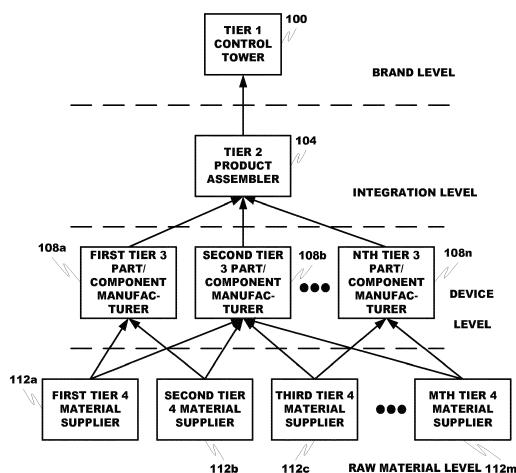 TIER 1
CONTROL
TOWER
100
BRAND LEVEL
TIER 2
PRODUCT
ASSEMBLER
104
INTEGRATION LEVEL
108a
FIRST TIER 3
PART/
COMPONENT
MANUFAC-
TURER
SECOND TIER
3 PART/
COMPONENT
MANUFAC-
TURER
108b
NTH TIER 3
PART/
COMPONENT
MANUFAC-
TURER
108n
DEVICE
LEVEL
112a
FIRST TIER 4
MATERIAL
SUPPLIER
SECOND TIER
4 MATERIAL
SUPPLIER
THIRD TIER 4
MATERIAL
SUPPLIER
MTH TIER 4
MATERIAL
SUPPLIER
112b
112c
RAW MATERIAL LEVEL
112m